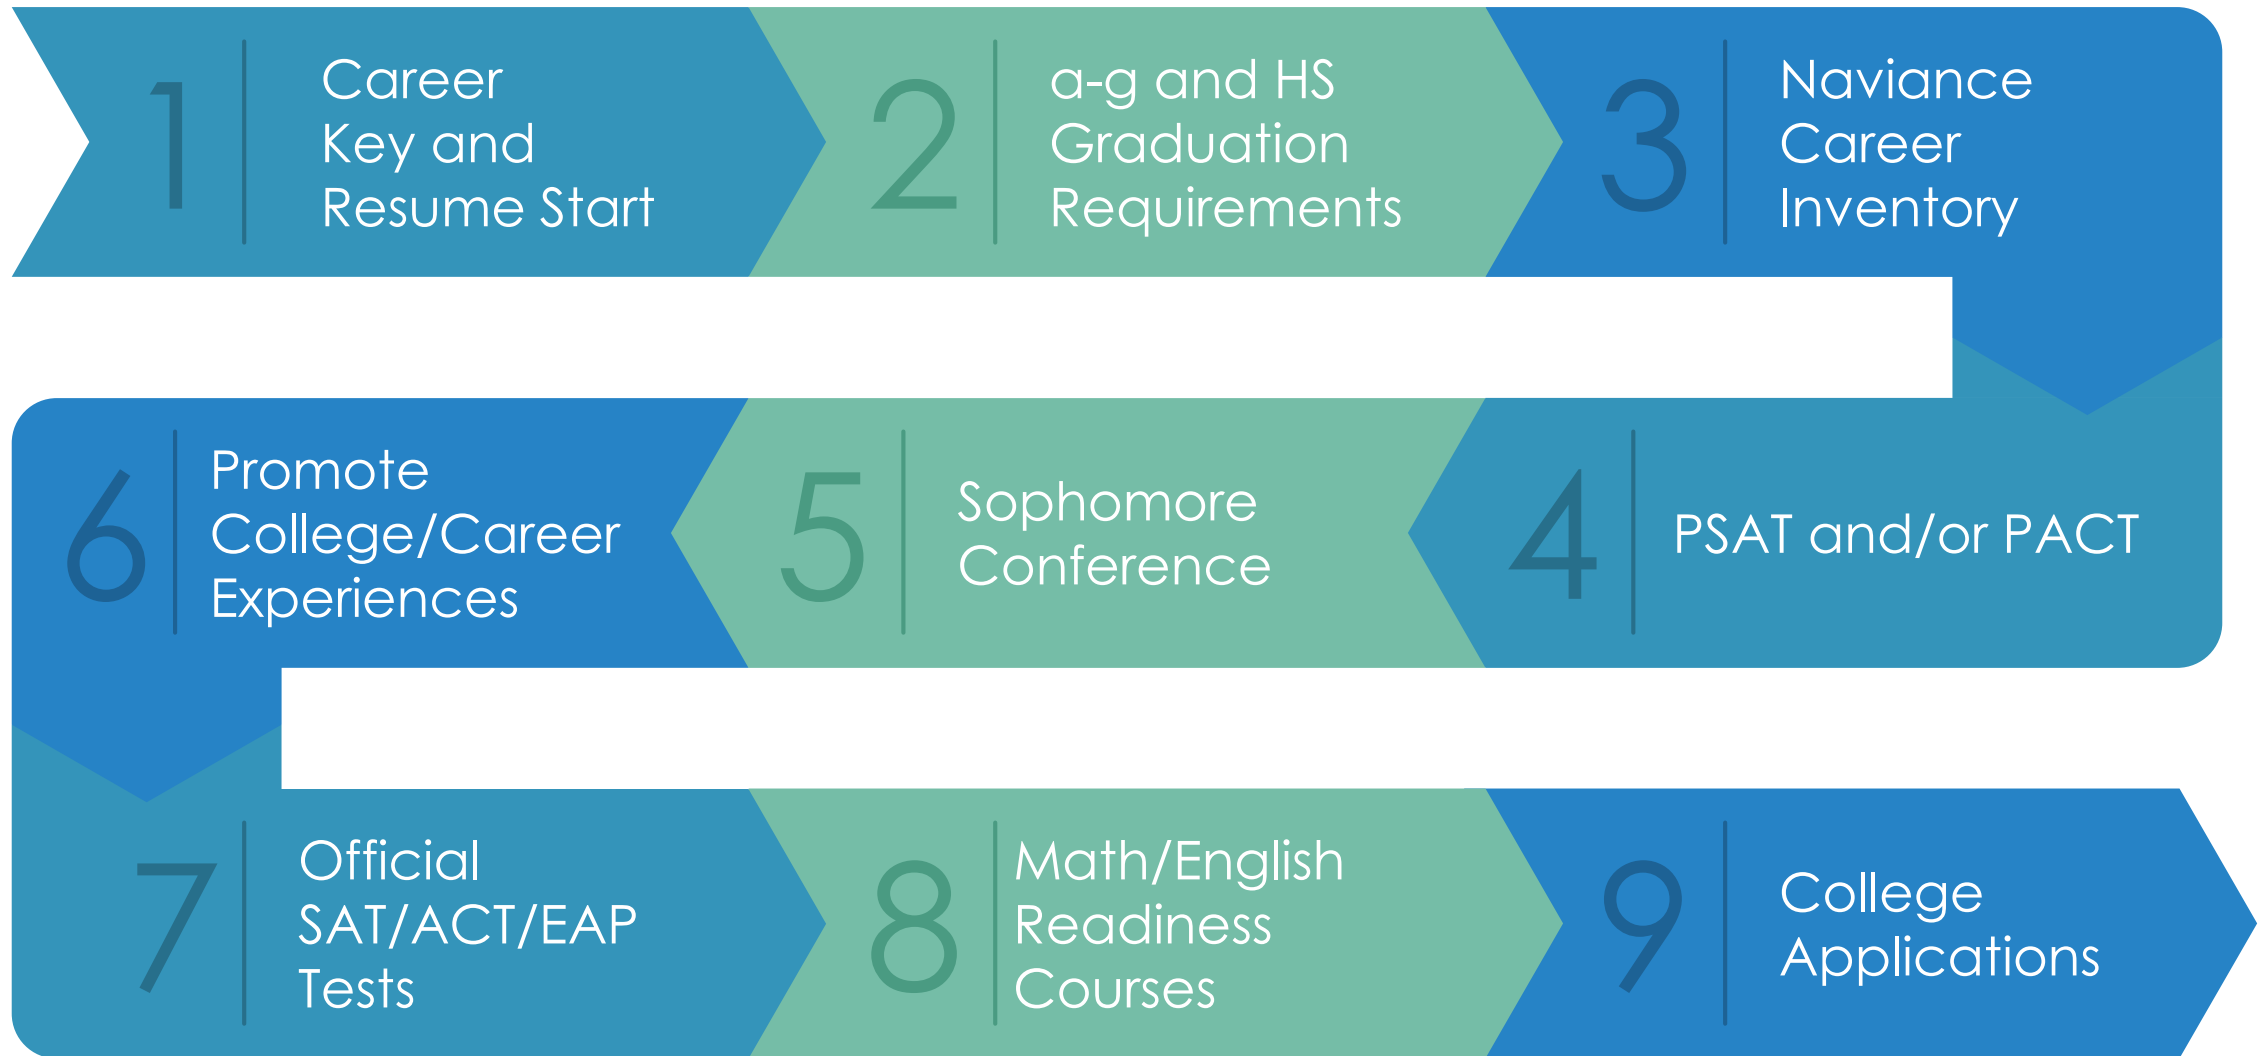 1
Career
Key and
Resume Start
2
a-g and HS
Graduation
Requirements
3
Naviance
Career
Inventory
4
PSAT and/or PACT
5
Sophomore
Conference
6
Promote
College/Career
Experiences
7
Official
SAT/ACT/EAP
Tests
8
Math/English
Readiness
Courses
9
College
Applications